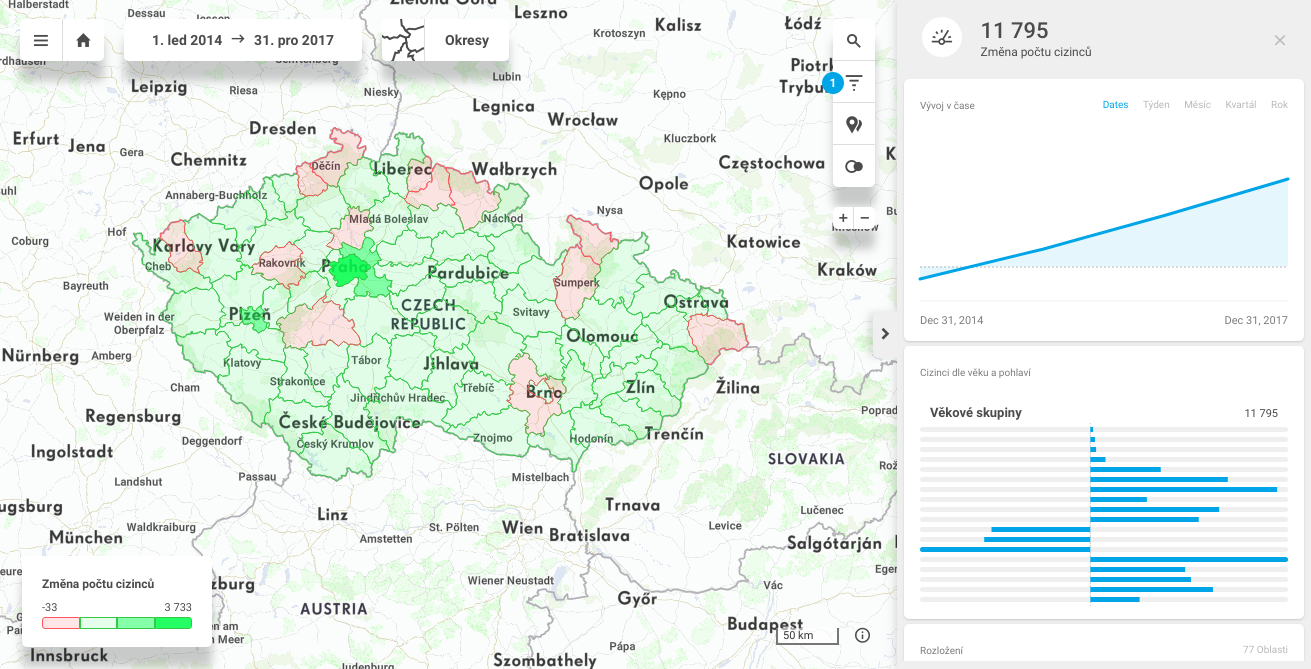 Halberstadt
Dessau
Zielona Góra
Leszno
Kalisz
Łódź
Krotoszyn
1. led 2014 → 31. pro 2017
Okresy
Leipzig
Riesa
Niesky
Lubin
Legnica
Kępno
Wrocław
Piotrk
Trybu
1
Erfurt
Jena
Gera
Dresden
Chemnitz
Děčín
Liberec
Wałbrzych
Kluczbork
Częstochowa
Opole
Annaberg-Buchholz
Mladá Boleslav
Náchod
Nysa
Hof
Coburg
Karlovy Vary
Cheb
Rakovník
Praha
Pardubice
Katowice
Kraków
+ −
Bayreuth
Šumperk
Ostrava
CZECH
REPUBLIC
Svitavy
Weiden in der
Oberpfalz
Plzeň
Olomouc
Nürnberg
Amberg
Klatovy
Tábor
Jihlava
Cham
Strakonice
Třebíč
Brno
Zlín
Žilina
Jindřichův Hradec
Regensburg
České Budějovice
Český Krumlov
Znojmo
Hodonín
Trenčín
Poprad
Deggendorf
Ingolstadt
SLOVAKIA
Landshut
Passau
Mistelbach
Trnava
Lučenec
Linz
St. Pölten
Wien
Bratislava
Levice
Waldkraiburg
München
Amstetten
Salgótarján
Wiener Neustadt
Vác
Győr
AUSTRIA
Budapest
Pápa
Innsbruck
Szombathely
50 km
Změna počtu cizinců
-33 3 733
11 795
Změna počtu cizinců
Vývoj v čase
Dates Týden Měsíc Kvartál Rok
Dec 31, 2014 Dec 31, 2017
Cizinci dle věku a pohlaví
Věkové skupiny 11 795
Rozložení 77 Oblastí